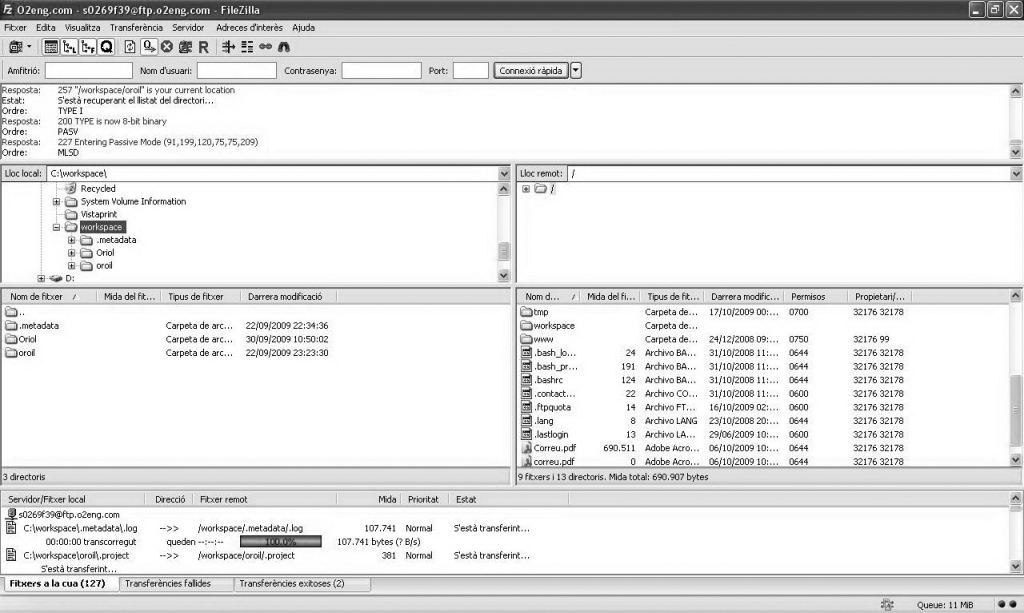 O2eng.com - s0269f39@ftp.o2eng.com - FileZilla
Fitxer Edita Visualitza Transferència Servidor Adreces d'interès Ajuda
Amfitrió: Nom d'usuari: Contrasenya: Port: Connexió ràpida
Resposta: 257 "/workspace/oroil" is your current location
Estat: S'està recuperant el llistat del directori...
Ordre: TYPE I
Resposta: 200 TYPE is now 8-bit binary
Ordre: PASV
Resposta: 227 Entering Passive Mode (91,199,120,75,75,209)
Ordre: MLSD
Lloc local: C:\workspace\
Recycled
System Volume Information
Vistaprint
workspace
.metadata
Oriol
oroil
D:
Lloc remot: /
/
Nom de fitxer / Mida del fit... Tipus de fitxer Darrera modificació
..
.metadata Carpeta de arc... 22/09/2009 22:34:36
Oriol Carpeta de arc... 30/09/2009 10:50:02
oroil Carpeta de arc... 22/09/2009 23:23:30
3 directoris
Nom d... / Mida del fi... Tipus de fit... Darrera modific... Permisos Propietari/...
tmp Carpeta de... 17/10/2009 00:... 0700 32176 32178
workspace Carpeta de...
www Carpeta de... 24/12/2008 09:... 0750 32176 99
.bash_lo... 24 Archivo BA... 31/10/2008 11:... 0644 32176 32178
.bash_pr... 191 Archivo BA... 31/10/2008 11:... 0644 32176 32178
.bashrc 124 Archivo BA... 31/10/2008 11:... 0644 32176 32178
.contact... 22 Archivo CO... 31/10/2008 11:... 0600 32176 32178
.ftpquota 14 Archivo FT... 16/10/2009 02:... 0600 32176 32178
.lang 8 Archivo LANG 23/10/2008 20:... 0644 32176 32178
.lastlogin 13 Archivo LA... 29/06/2009 10:... 0600 32176 32178
Correu.pdf 690.511 Adobe Acro... 06/10/2009 10:... 0644 32176 32178
correu.pdf 0 Adobe Acro... 06/10/2009 10:... 0644 32176 32178
9 fitxers i 13 directoris. Mida total: 690.907 bytes
Servidor/Fitxer local Direcció Fitxer remot Mida Prioritat Estat
s0269f39@ftp.o2eng.com
C:\workspace\.metadata\.log -->> /workspace/.metadata/.log 107.741 Normal S'està transferint...
00:00:00 transcorregut queden --:--:-- 100.0% 107.741 bytes (? B/s)
C:\workspace\oroil\.project -->> /workspace/oroil/.project 381 Normal S'està transferint...
S'està transferint...
Fitxers a la cua (127) Transferències fallides Transferències exitoses (2)
Queue: 11 MiB